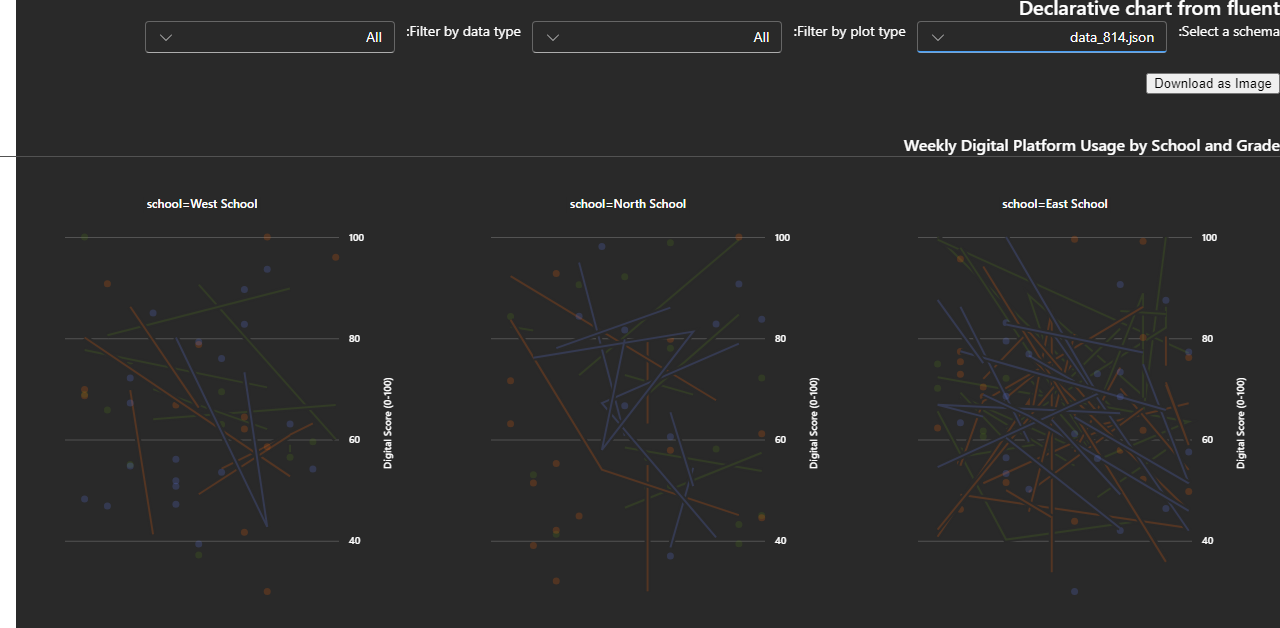 Declarative chart from fluent
:Select a schema
data_814.json
:Filter by plot type
All
:Filter by data type
All
Download as Image
Weekly Digital Platform Usage by School and Grade
school=West School
100
80
60
40
Digital Score (0-100)
school=North School
100
80
60
40
Digital Score (0-100)
school=East School
100
80
60
40
Digital Score (0-100)